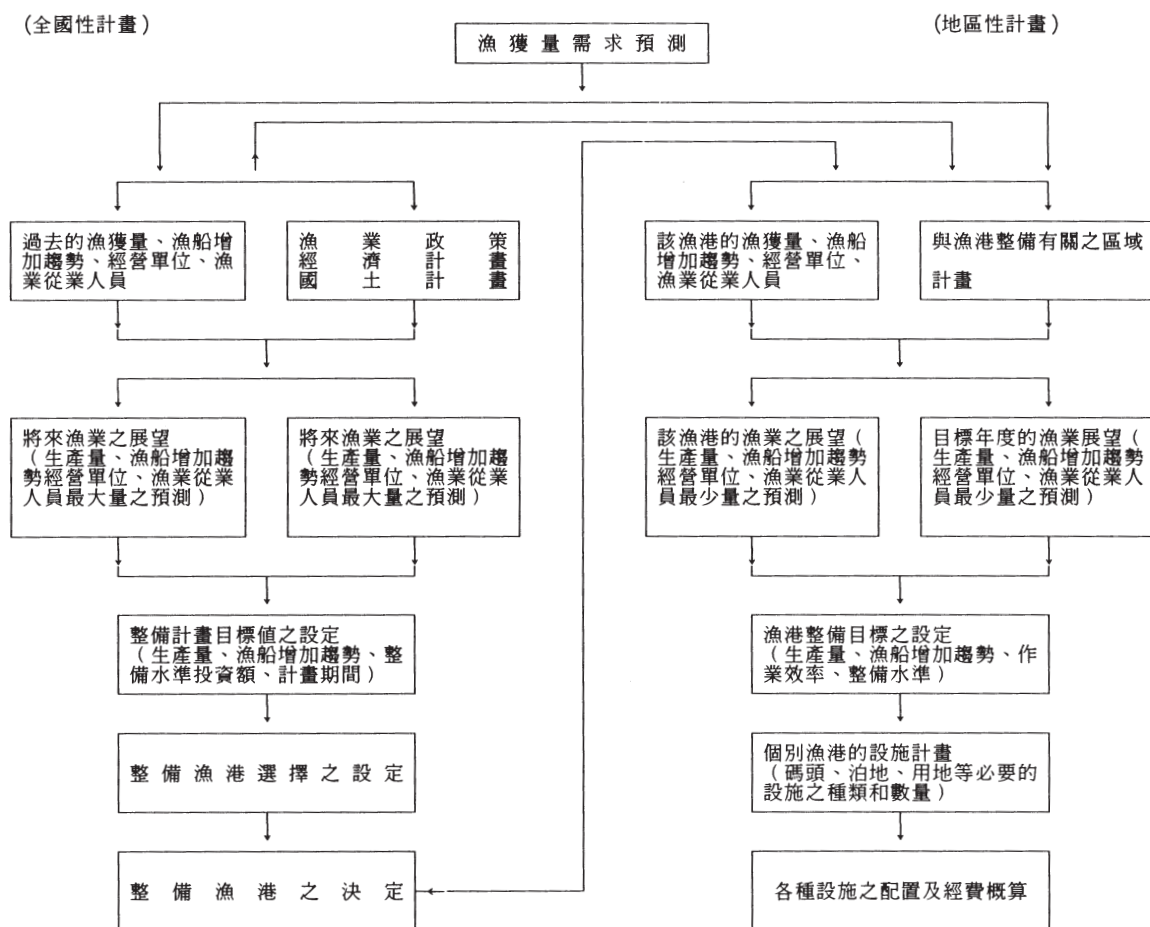 (全國性計畫)
(地區性計畫)
漁獲量需求預測
過去的漁獲量、漁船增
加趨勢、經營單位、漁
業從業人員
漁業政策
經濟計畫
國土計畫
該漁港的漁獲量、漁船
增加趨勢、經營單位、
漁業從業人員
與漁港整備有關之區域
計畫
將來漁業之展望
(生產量、漁船增加趨
勢經營單位、漁業從業
人員最大量之預測)
將來漁業之展望
(生產量、漁船增加趨
勢經營單位、漁業從業
人員最大量之預測)
該漁港的漁業之展望(
生產量、漁船增加趨勢
經營單位、漁業從業人
員最少量之預測)
目標年度的漁業展望(
生產量、漁船增加趨勢
經營單位、漁業從業人
員最少量之預測)
整備計畫目標值之設定
(生產量、漁船增加趨勢、整
備水準投資額、計畫期間)
漁港整備目標之設定
(生產量、漁船增加趨勢、作
業效率、整備水準)
整備漁港選擇之設定
個別漁港的設施計畫
(碼頭、泊地、用地等必要的
設施之種類和數量)
整備漁港之決定
各種設施之配置及經費概算